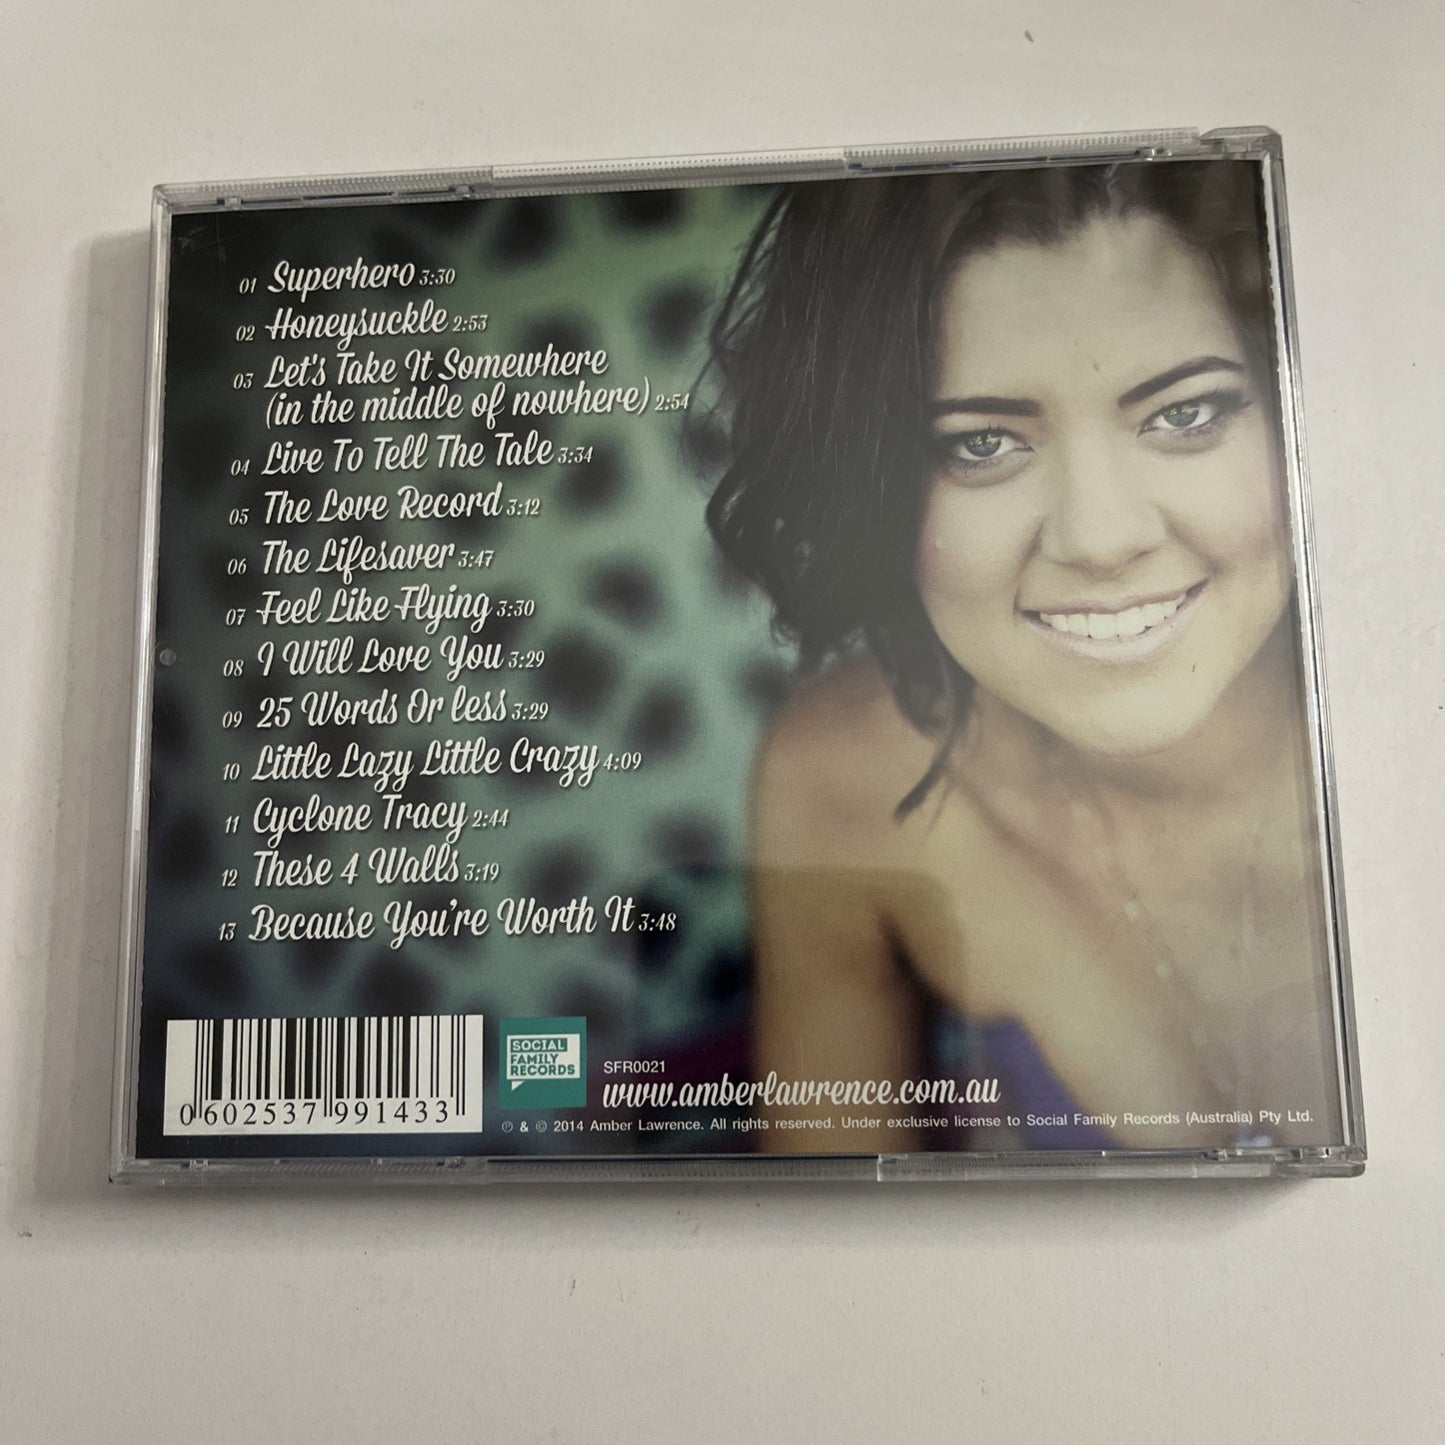 01 Superhero 3:30
02 Honeysuckle 2:53
03 Let's Take It Somewhere
(in the middle of nowhere) 2:54
04 Live To Tell The Tale 3:34
05 The Love Record 3:12
06 The Lifesaver 3:47
07 Feel Like Flying 3:30
08 I Will Love You 3:29
09 25 Words Or Less 3:29
10 Little Lazy Little Crazy 4:09
11 Cyclone Tracy 2:44
12 These 4 Walls 3:19
13 Because You're Worth It 3:48
0 602537 991433
SOCIAL
FAMILY
RECORDS
SFR0021
www.amberlawrence.com.au
℗ & © 2014 Amber Lawrence. All rights reserved. Under exclusive license to Social Family Records (Australia) Pty Ltd.